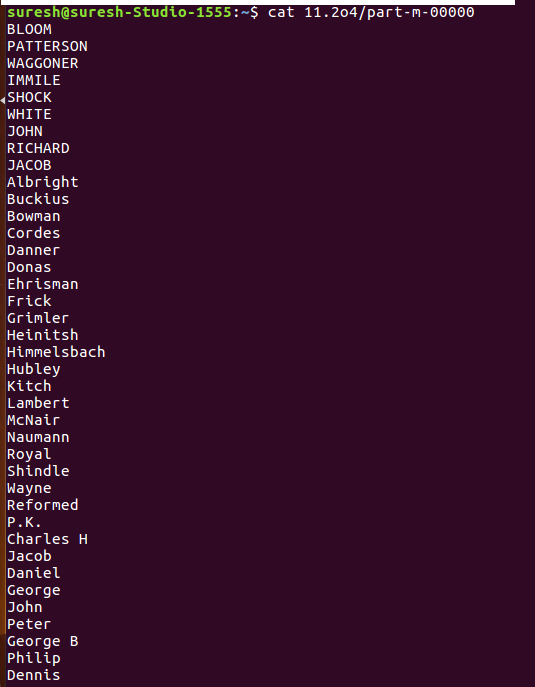 suresh@suresh-Studio-1555:~$ cat 11.2o4/part-m-00000
BLOOM
PATTERSON
WAGGONER
IMMILE
SHOCK
WHITE
JOHN
RICHARD
JACOB
Albright
Buckius
Bowman
Cordes
Danner
Donas
Ehrisman
Frick
Grimler
Heinitsh
Himmelsbach
Hubley
Kitch
Lambert
McNair
Naumann
Royal
Shindle
Wayne
Reformed
P.K.
Charles H
Jacob
Daniel
George
John
Peter
George B
Philip
Dennis